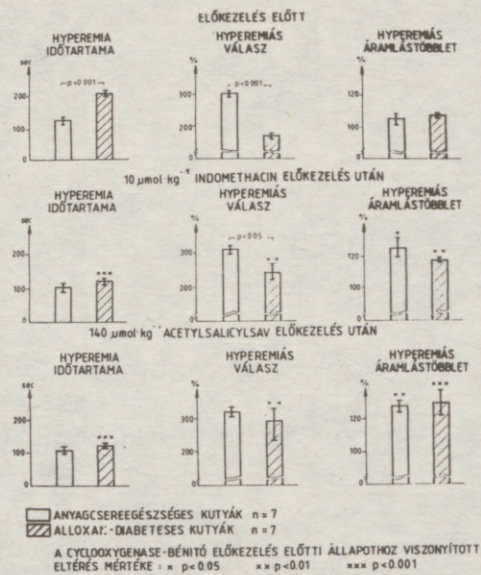 ELŐKEZELÉS ELŐTT
HYPEREMIA IDŐTARTAMA
HYPEREMIÁS VÁLASZ
HYPEREMIÁS ÁRAMLÁSTÖBBLET
sec
200
100
p<0.001
%
300
200
p<0.001
%
120
100
10 µmol·kg⁻¹ INDOMETHACIN ELŐKEZELÉS UTÁN
HYPEREMIA IDŐTARTAMA
HYPEREMIÁS VÁLASZ
HYPEREMIÁS ÁRAMLÁSTÖBBLET
sec
200
100
***
%
300
200
p<0.05
**
%
120
100
*
**
140 µmol·kg⁻¹ ACETYLSALICYLSAV ELŐKEZELÉS UTÁN
HYPEREMIA IDŐTARTAMA
HYPEREMIÁS VÁLASZ
HYPEREMIÁS ÁRAMLÁSTÖBBLET
sec
200
100
***
%
300
200
**
%
120
100
**
***
ANYAGCSEREEGÉSZSÉGES KUTYÁK n=7
ALLOXAN-DIABETESES KUTYÁK n=7
A CYCLOOXYGENASE-BÉNITÓ ELŐKEZELÉS ELŐTTI ÁLLAPOTHOZ VISZONYÍTOTT
ELTÉRÉS MÉRTÉKE : × p<0.05 ×× p<0.01 ××× p<0.001